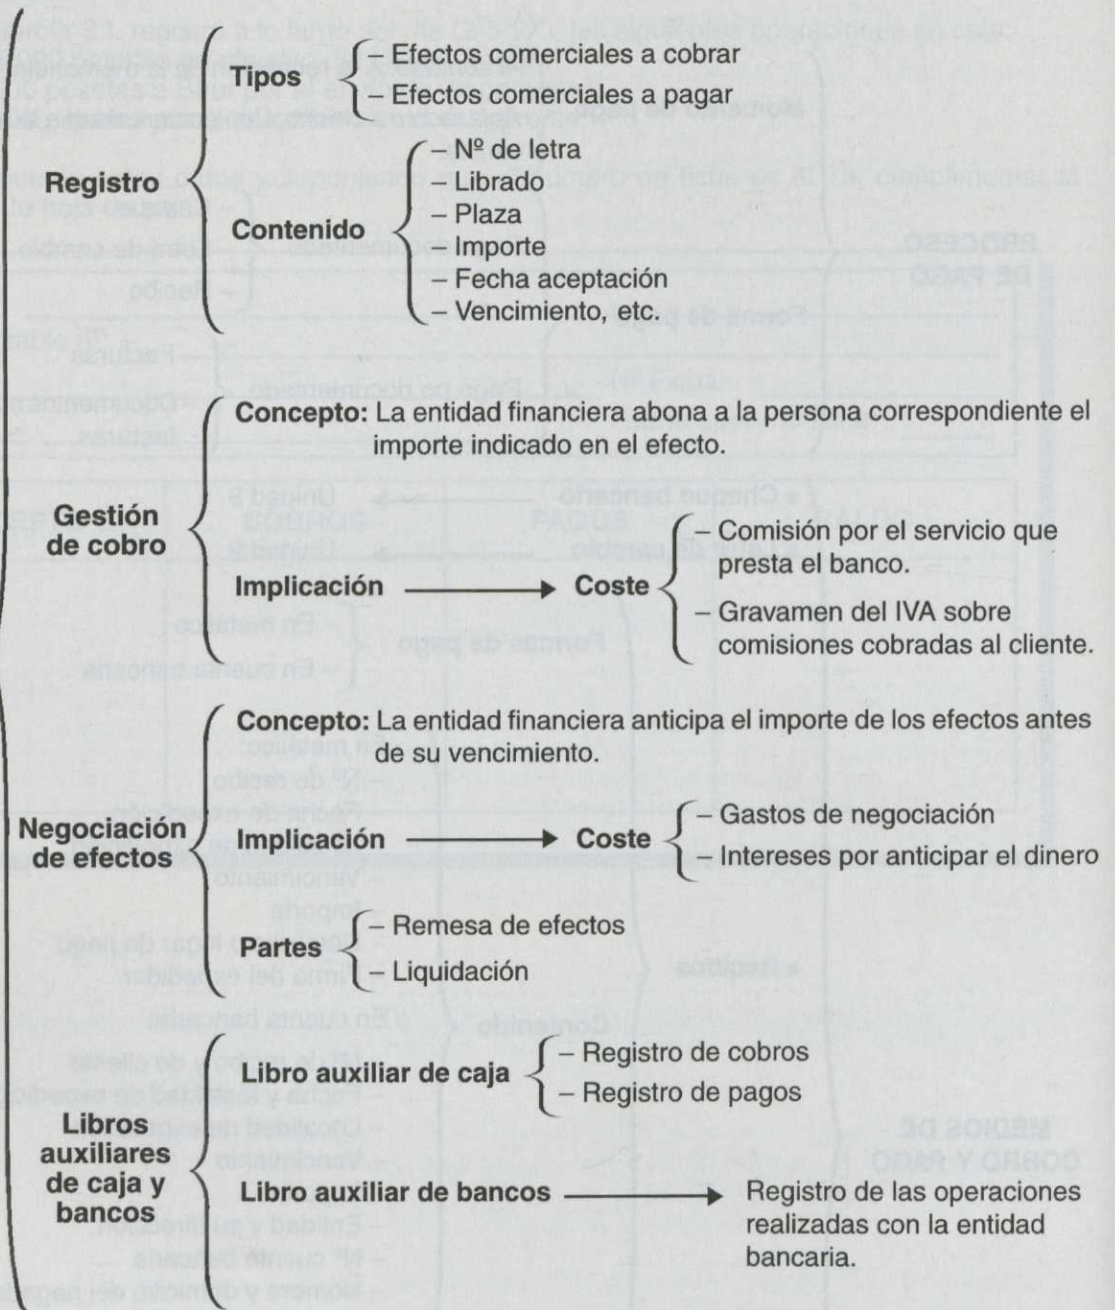 Tipos
– Efectos comerciales a cobrar
– Efectos comerciales a pagar
Registro
Contenido
– Nº de letra
– Librado
– Plaza
– Importe
– Fecha aceptación
– Vencimiento, etc.
Gestión
de cobro
Concepto: La entidad financiera abona a la persona correspondiente el
importe indicado en el efecto.
Implicación
Coste
– Comisión por el servicio que
presta el banco.
– Gravamen del IVA sobre
comisiones cobradas al cliente.
Negociación
de efectos
Concepto: La entidad financiera anticipa el importe de los efectos antes
de su vencimiento.
Implicación
Coste
– Gastos de negociación
– Intereses por anticipar el dinero
Partes
– Remesa de efectos
– Liquidación
Libros
auxiliares
de caja y
bancos
Libro auxiliar de caja
– Registro de cobros
– Registro de pagos
Libro auxiliar de bancos
Registro de las operaciones
realizadas con la entidad
bancaria.